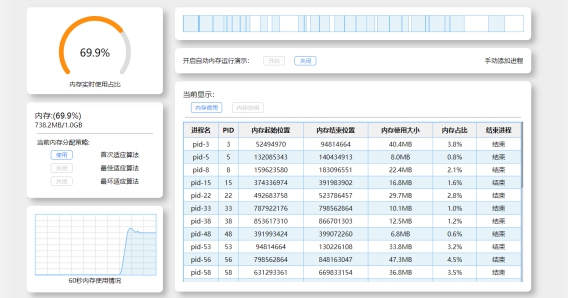 69.9%
内存实时使用占比
内存:(69.9%)
738.2MB/1.0GB
当前内存分配策略:
使用 首次适应算法
关闭 最佳适应算法
关闭 最坏适应算法
60秒内存使用情况
开启自动内存运行演示: 开始 关闭 手动添加进程
当前显示:
内存使用 内存空闲
进程名 PID 内存起始位置 内存结束位置 内存使用大小 内存占比 结束进程
pid-3 3 52494970 94814664 40.4MB 3.8% 结束
pid-5 5 132085343 140434913 8.0MB 0.8% 结束
pid-8 8 159623580 183096551 22.4MB 2.1% 结束
pid-15 15 374336974 391983902 16.8MB 1.6% 结束
pid-22 22 492683758 523786457 29.7MB 2.8% 结束
pid-33 33 787922176 798562864 10.1MB 1.0% 结束
pid-38 38 853617310 866701303 12.5MB 1.2% 结束
pid-48 48 391993424 399072260 6.8MB 0.6% 结束
pid-53 53 94814664 130226108 33.8MB 3.2% 结束
pid-56 56 798562864 848163047 47.3MB 4.5% 结束
pid-58 58 631293361 669833154 36.8MB 3.5% 结束